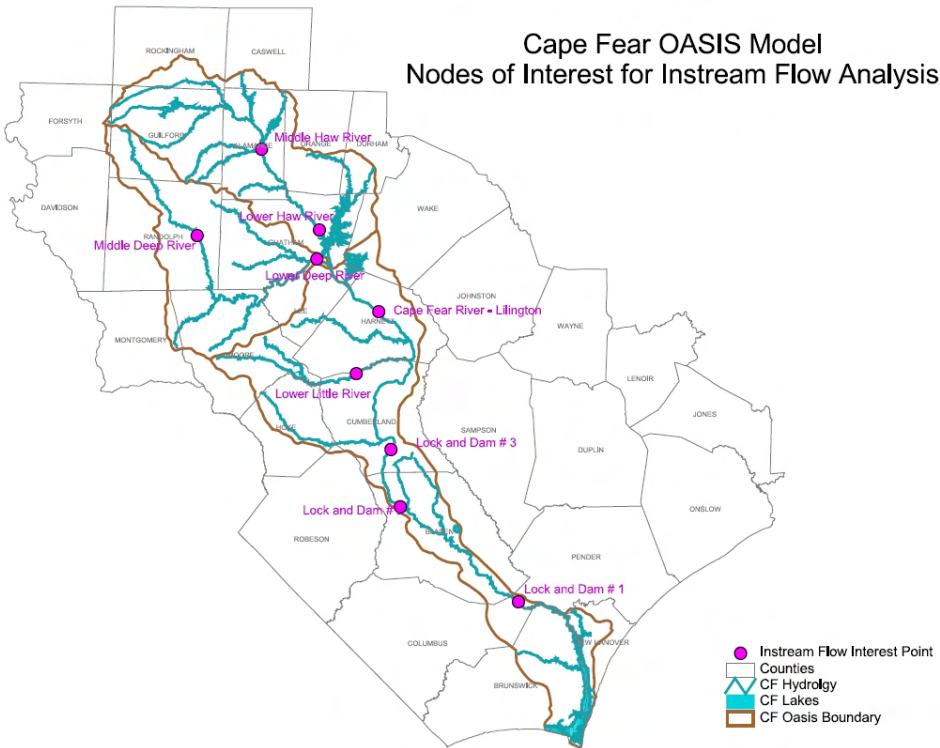 Cape Fear OASIS Model
Nodes of Interest for Instream Flow Analysis
ROCKINGHAM
CASWELL
FORSYTH
GUILFORD
Middle Haw River
ORANGE
DURHAM
DAVIDSON
WAKE
Lower Haw River
RANDOLPH
CHATHAM
Middle Deep River
Lower Deep River
JOHNSTON
Cape Fear River - Lilington
HARNETT
WAYNE
MONTGOMERY
MOORE
LENOIR
Lower Little River
JONES
HOKE
CUMBERLAND
SAMPSON
Lock and Dam # 3
DUPLIN
Lock and Dam #
ONSLOW
ROBESON
PENDER
Lock and Dam # 1
COLUMBUS
NEW HANOVER
BRUNSWICK
Instream Flow Interest Point
Counties
CF Hydrolgy
CF Lakes
CF Oasis Boundary